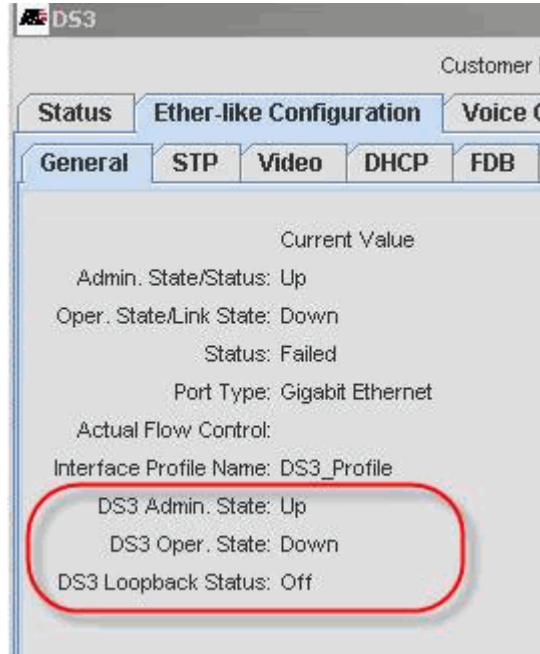 DS3
Customer
Status Ether-like Configuration Voice
General STP Video DHCP FDB
Current Value
Admin. State/Status: Up
Oper. State/Link State: Down
Status: Failed
Port Type: Gigabit Ethernet
Actual Flow Control:
Interface Profile Name: DS3_Profile
DS3 Admin. State: Up
DS3 Oper. State: Down
DS3 Loopback Status: Off